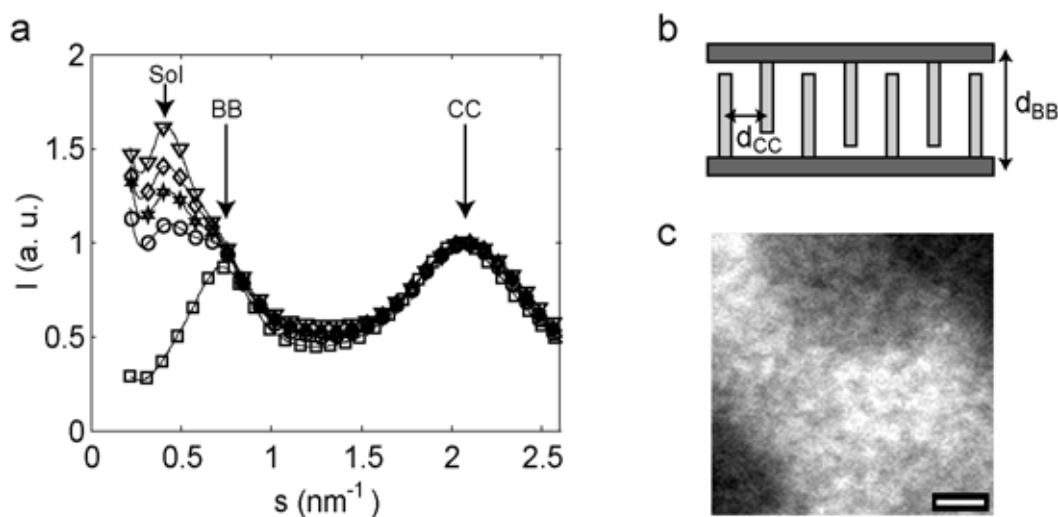 a
2
Sol
BB
CC
1.5
1
0.5
0
I (a. u.)
0 0.5 1 1.5 2 2.5
s (nm⁻¹)
b
d_BB
d_CC
c